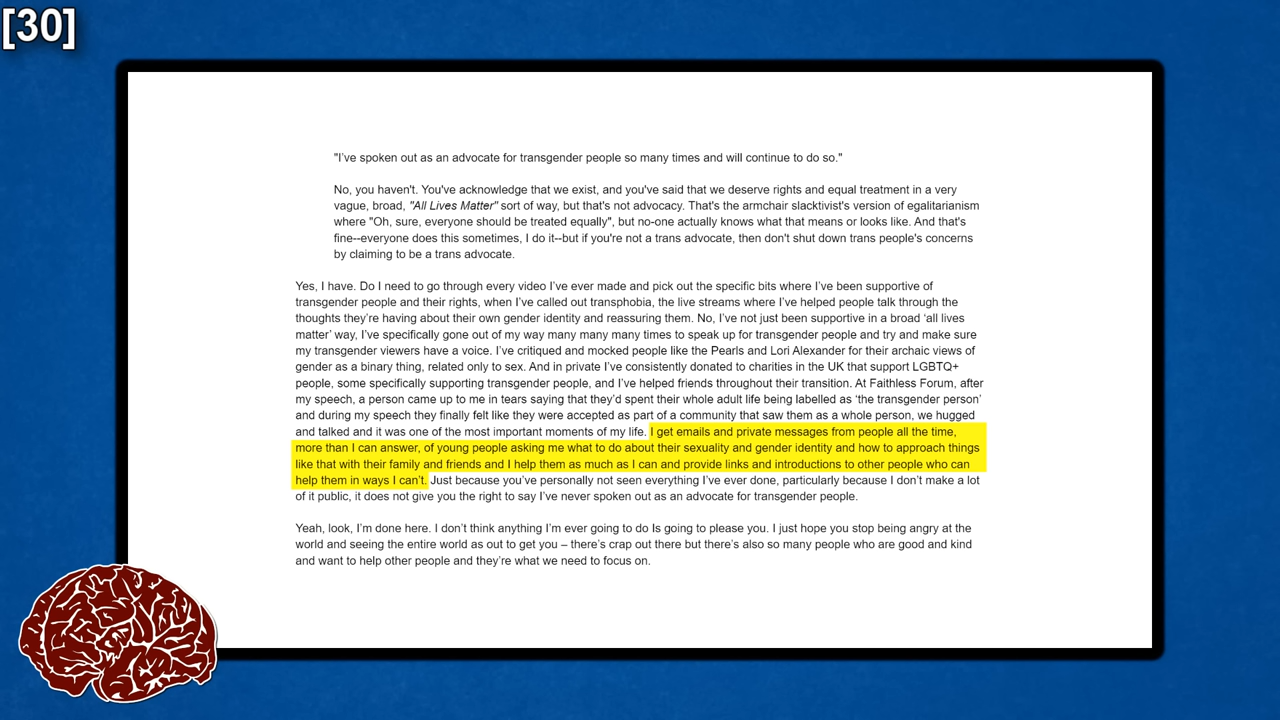 [30]
"I've spoken out as an advocate for transgender people so many times and will continue to do so."
No, you haven't. You've acknowledge that we exist, and you've said that we deserve rights and equal treatment in a very
vague, broad, "All Lives Matter" sort of way, but that's not advocacy. That's the armchair slacktivist's version of egalitarianism
where "Oh, sure, everyone should be treated equally", but no-one actually knows what that means or looks like. And that's
fine--everyone does this sometimes, I do it--but if you're not a trans advocate, then don't shut down trans people's concerns
by claiming to be a trans advocate.
Yes, I have. Do I need to go through every video I've ever made and pick out the specific bits where I've been supportive of
transgender people and their rights, when I've called out transphobia, the live streams where I've helped people talk through the
thoughts they're having about their own gender identity and reassuring them. No, I've not just been supportive in a broad 'all lives
matter' way, I've specifically gone out of my way many many many times to speak up for transgender people and try and make sure
my transgender viewers have a voice. I've critiqued and mocked people like the Pearls and Lori Alexander for their archaic views of
gender as a binary thing, related only to sex. And in private I've consistently donated to charities in the UK that support LGBTQ+
people, some specifically supporting transgender people, and I've helped friends throughout their transition. At Faithless Forum, after
my speech, a person came up to me in tears saying that they'd spent their whole adult life being labelled as 'the transgender person'
and during my speech they finally felt like they were accepted as part of a community that saw them as a whole person, we hugged
and talked and it was one of the most important moments of my life. I get emails and private messages from people all the time,
more than I can answer, of young people asking me what to do about their sexuality and gender identity and how to approach things
like that with their family and friends and I help them as much as I can and provide links and introductions to other people who can
help them in ways I can't. Just because you've personally not seen everything I've ever done, particularly because I don't make a lot
of it public, it does not give you the right to say I've never spoken out as an advocate for transgender people.
Yeah, look, I'm done here. I don't think anything I'm ever going to do Is going to please you. I just hope you stop being angry at the
world and seeing the entire world as out to get you – there's crap out there but there's also so many people who are good and kind
and want to help other people and they're what we need to focus on.